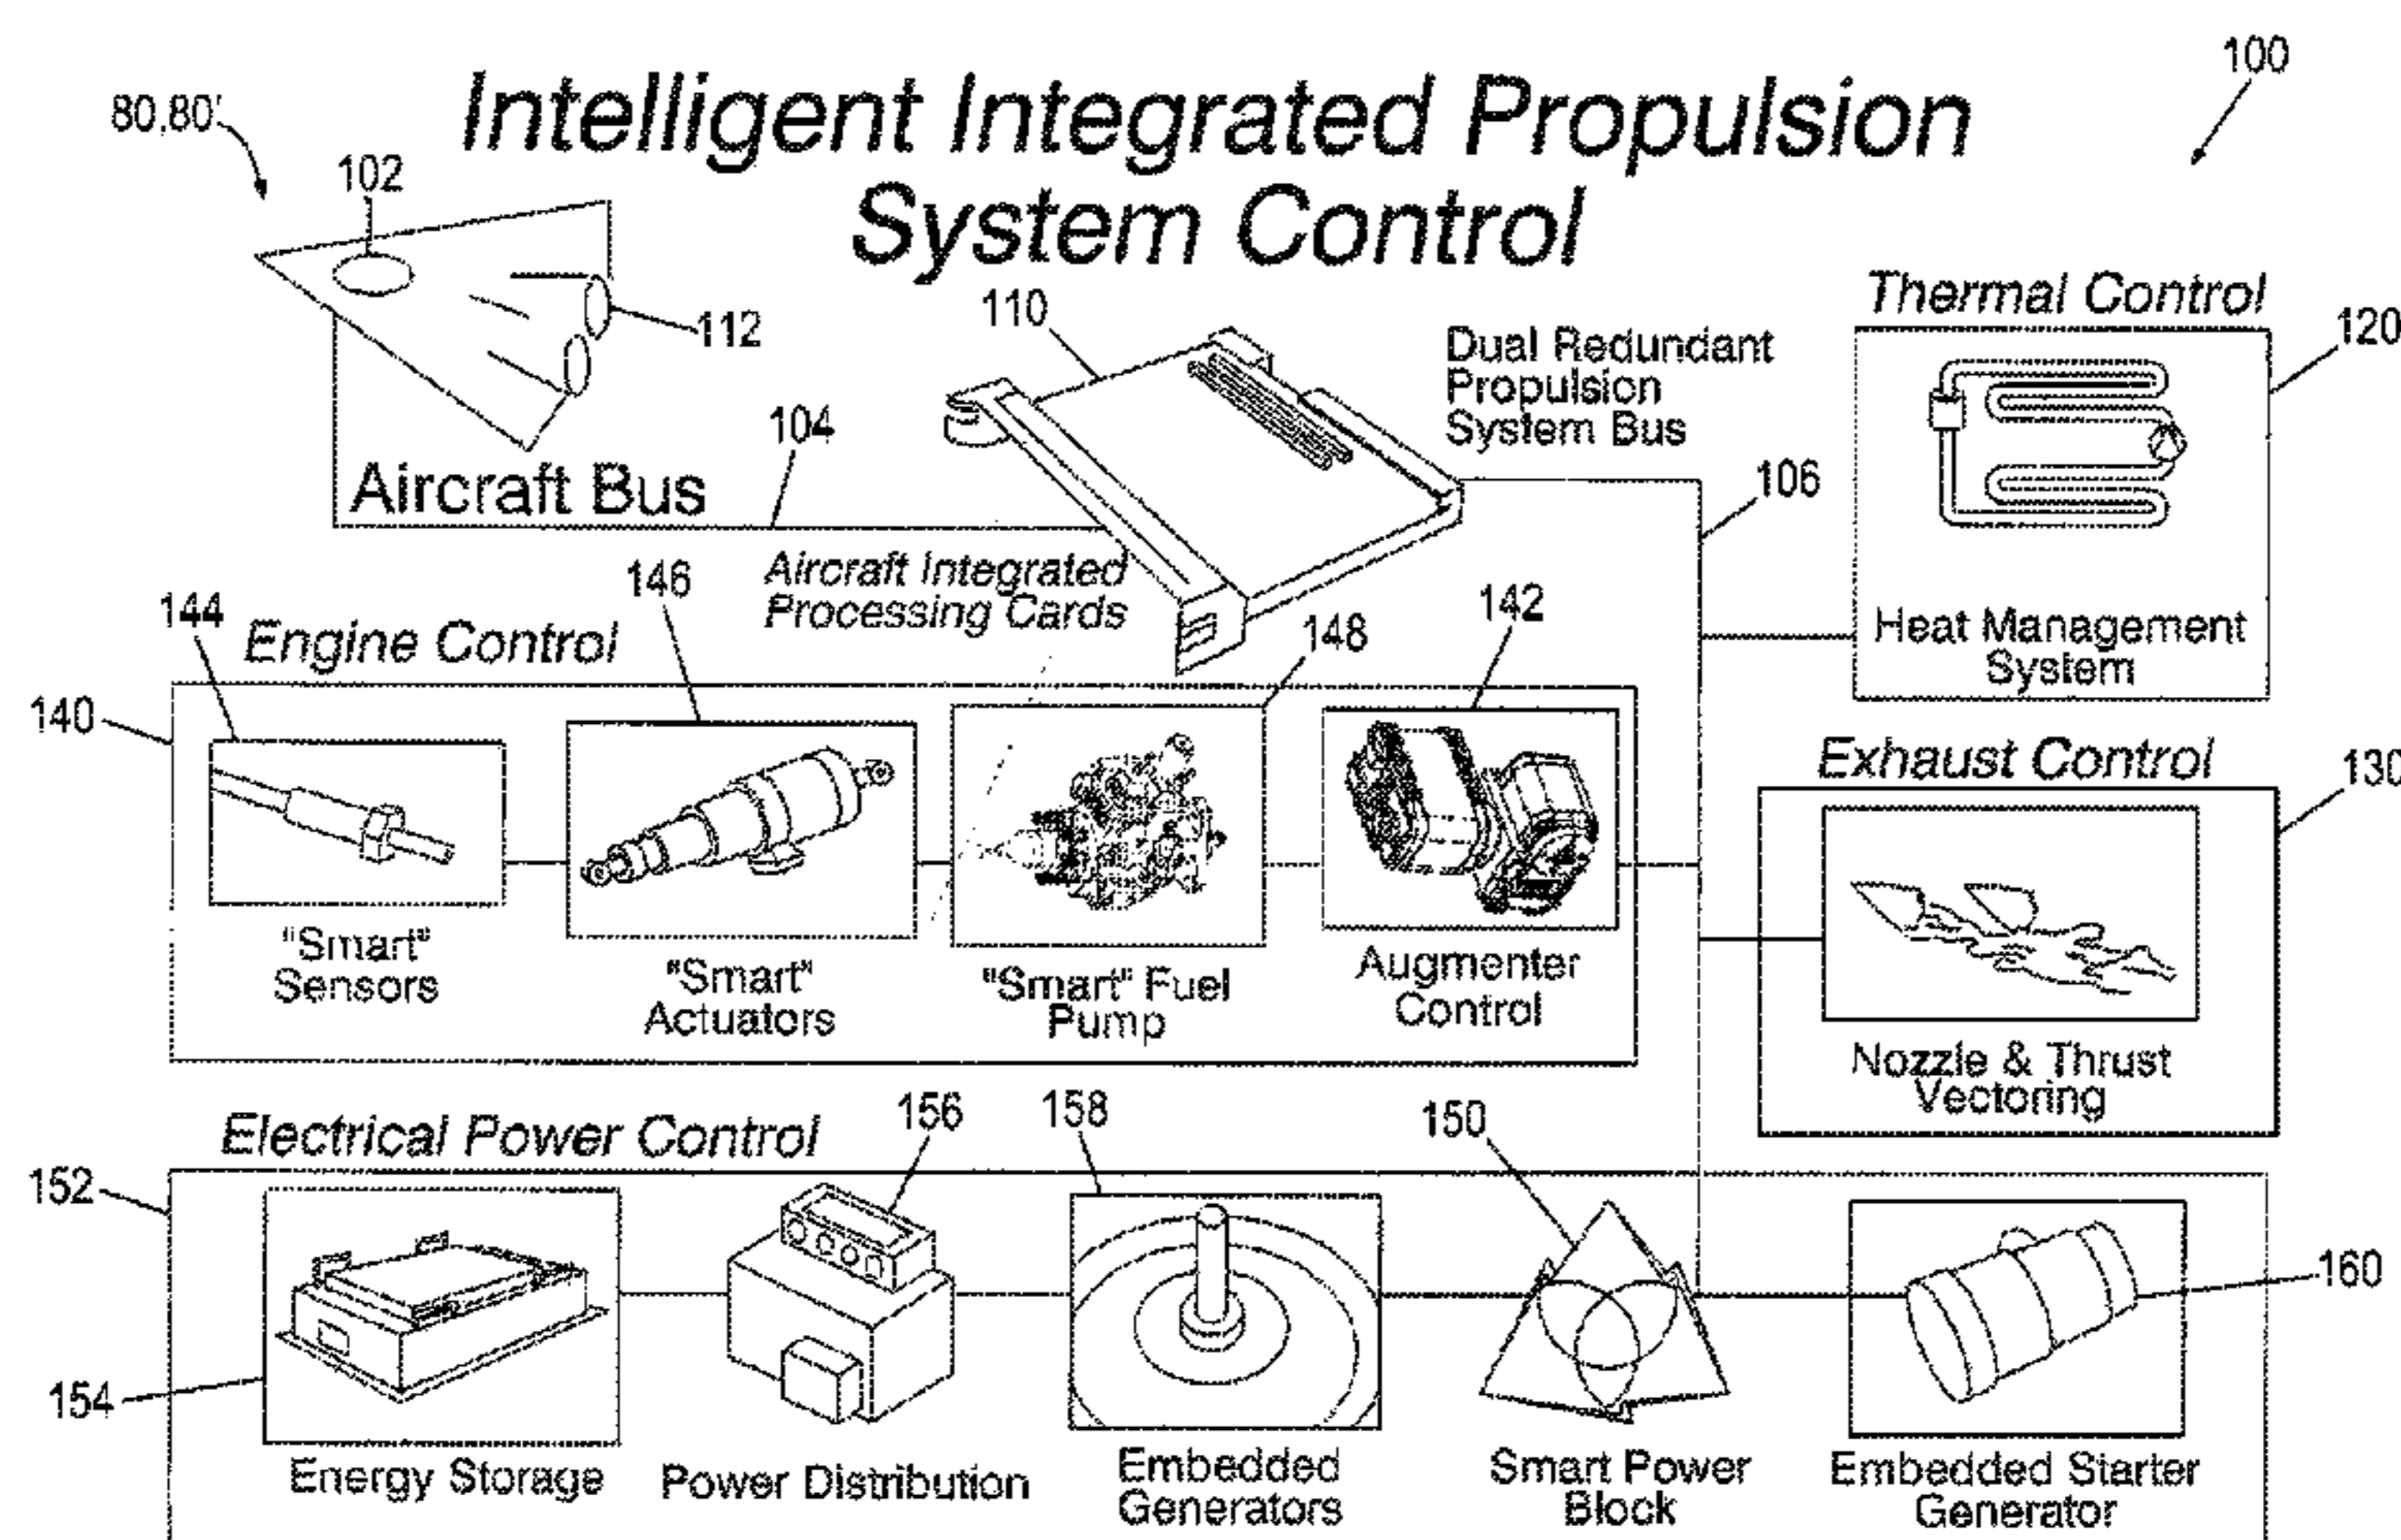 100
80,80'
Intelligent Integrated Propulsion
System Control
102
112
110
Dual Redundant
Propulsion
System Bus
Thermal Control
120
104
Aircraft Bus
106
Aircraft Integrated
Processing Cards
Heat Management
System
144
Engine Control
146
148
142
140
"Smart"
Sensors
"Smart"
Actuators
"Smart" Fuel
Pump
Augmenter
Control
Exhaust Control
130
Nozzle & Thrust
Vectoring
Electrical Power Control
156
158
150
152
160
154
Energy Storage
Power Distribution
Embedded
Generators
Smart Power
Block
Embedded Starter
Generator